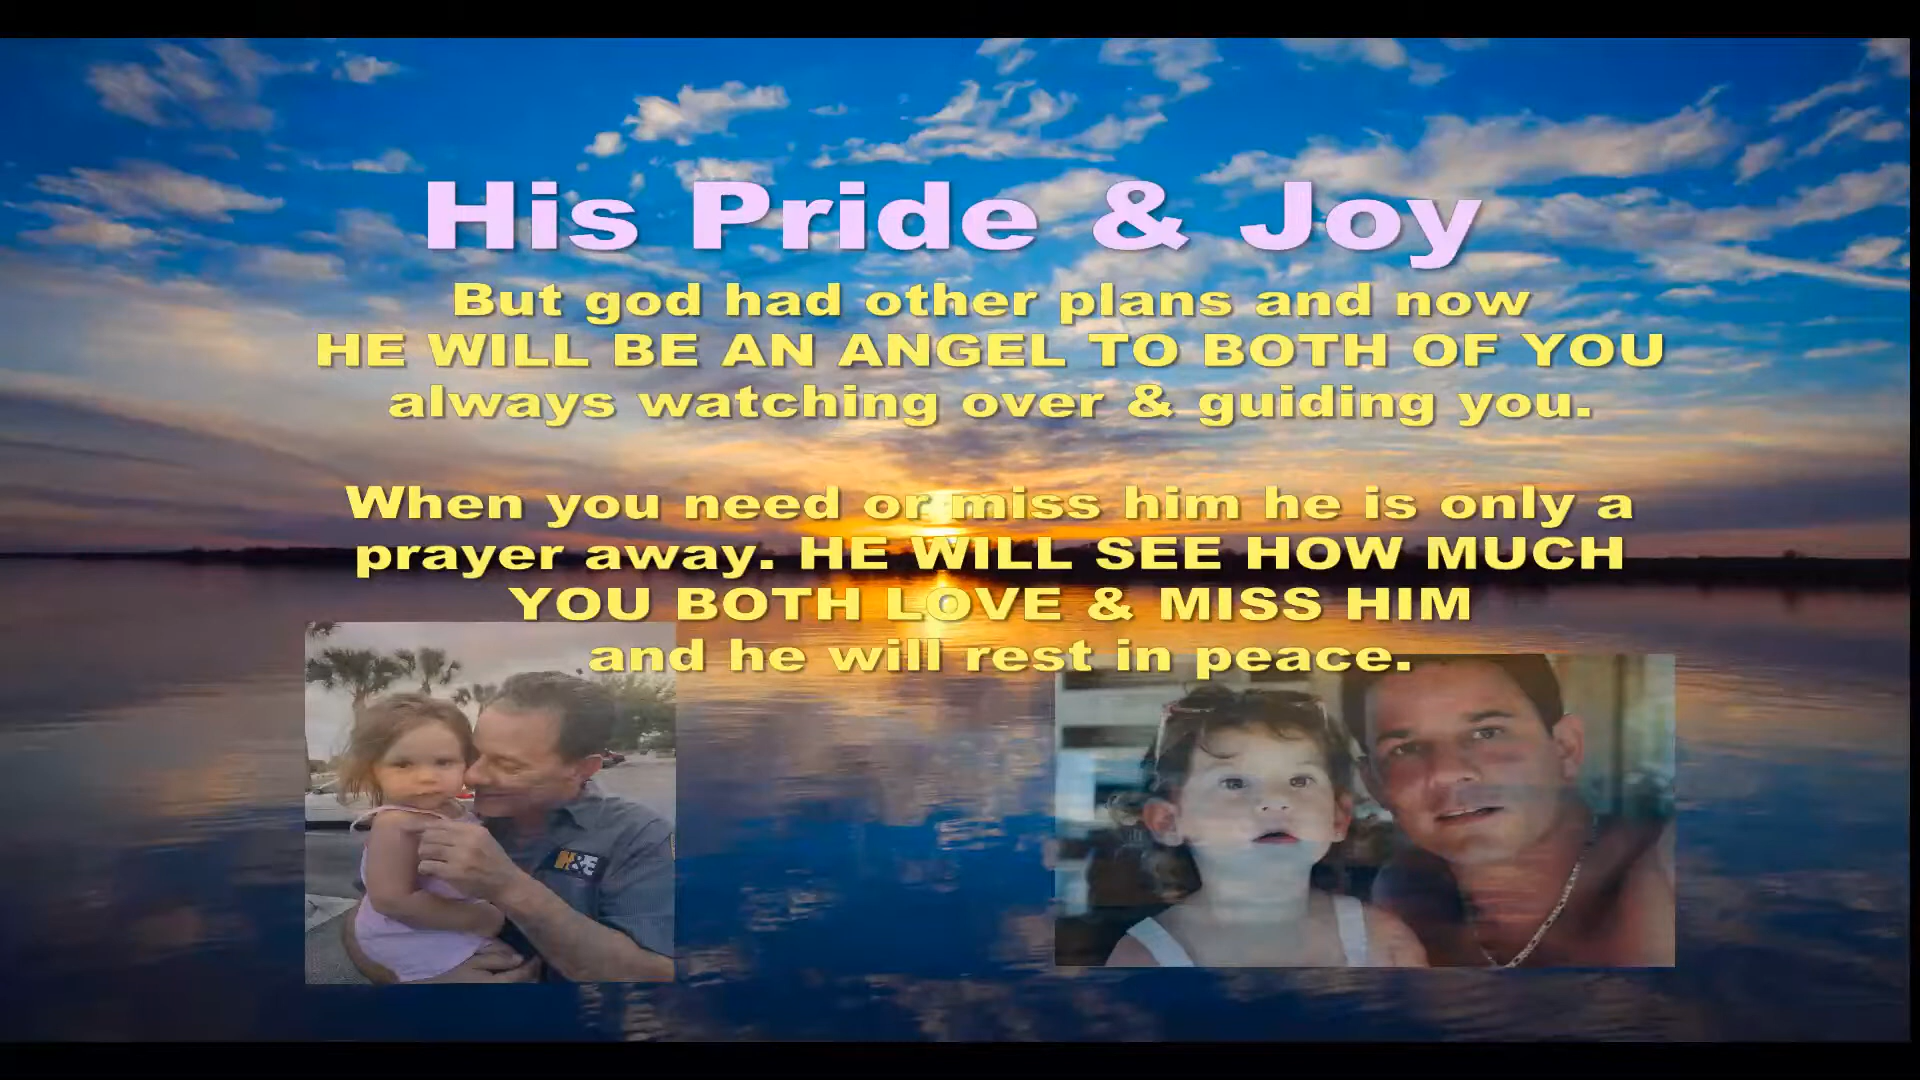 His Pride & Joy
But god had other plans and now
HE WILL BE AN ANGEL TO BOTH OF YOU
always watching over & guiding you.
When you need or miss him he is only a
prayer away. HE WILL SEE HOW MUCH
YOU BOTH LOVE & MISS HIM
and he will rest in peace.
H&E